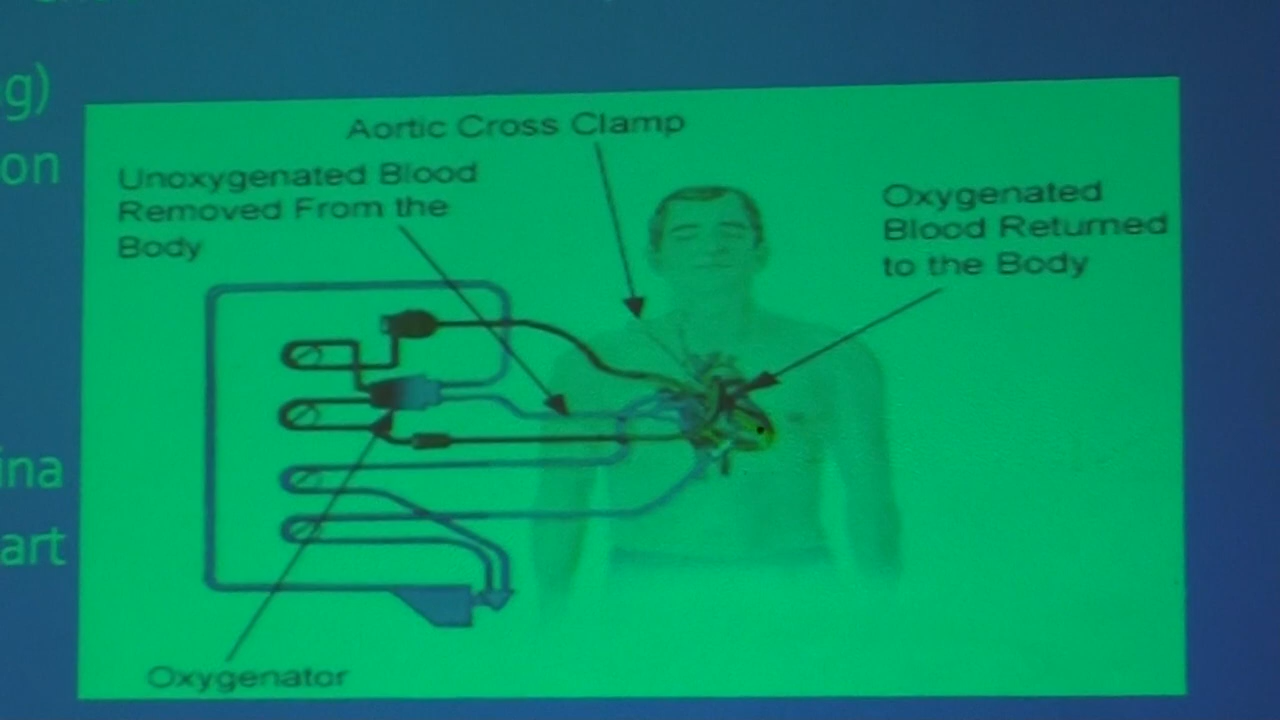 g)
on
ina
art
Aortic Cross Clamp
Unoxygenated Blood
Removed From the
Body
Oxygenated
Blood Returned
to the Body
Oxygenator